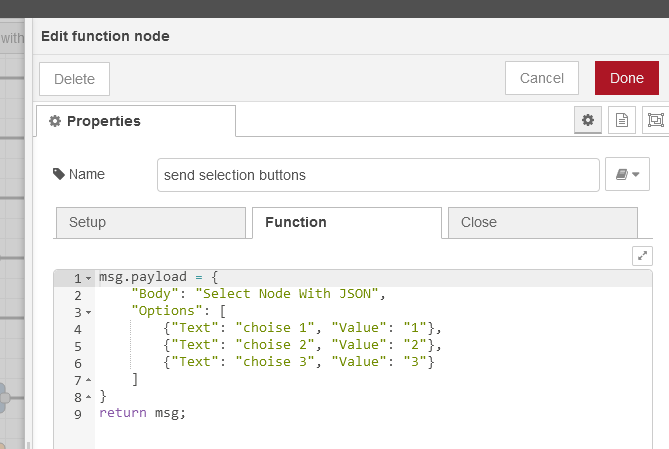 with
Edit function node
Delete
Cancel
Done
Properties
Name
send selection buttons
Setup
Function
Close
1 msg.payload = {
2     "Body": "Select Node With JSON",
3     "Options": [
4         {"Text": "choise 1", "Value": "1"},
5         {"Text": "choise 2", "Value": "2"},
6         {"Text": "choise 3", "Value": "3"}
7     ]
8 }
9 return msg;